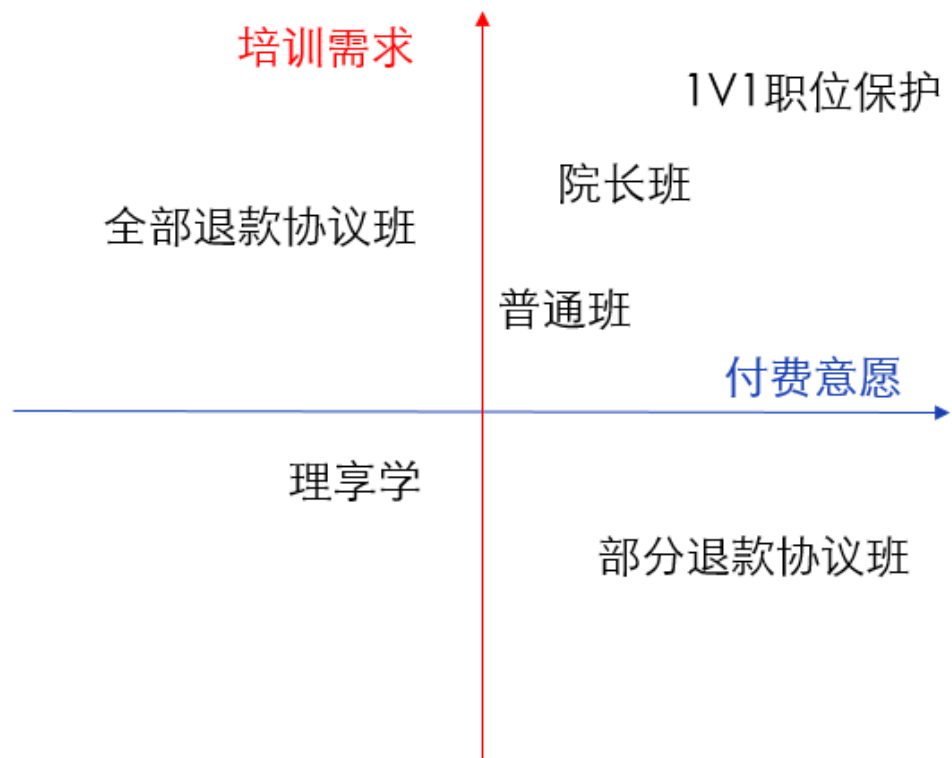 培训需求
1V1职位保护
院长班
全部退款协议班
普通班
付费意愿
理享学
部分退款协议班